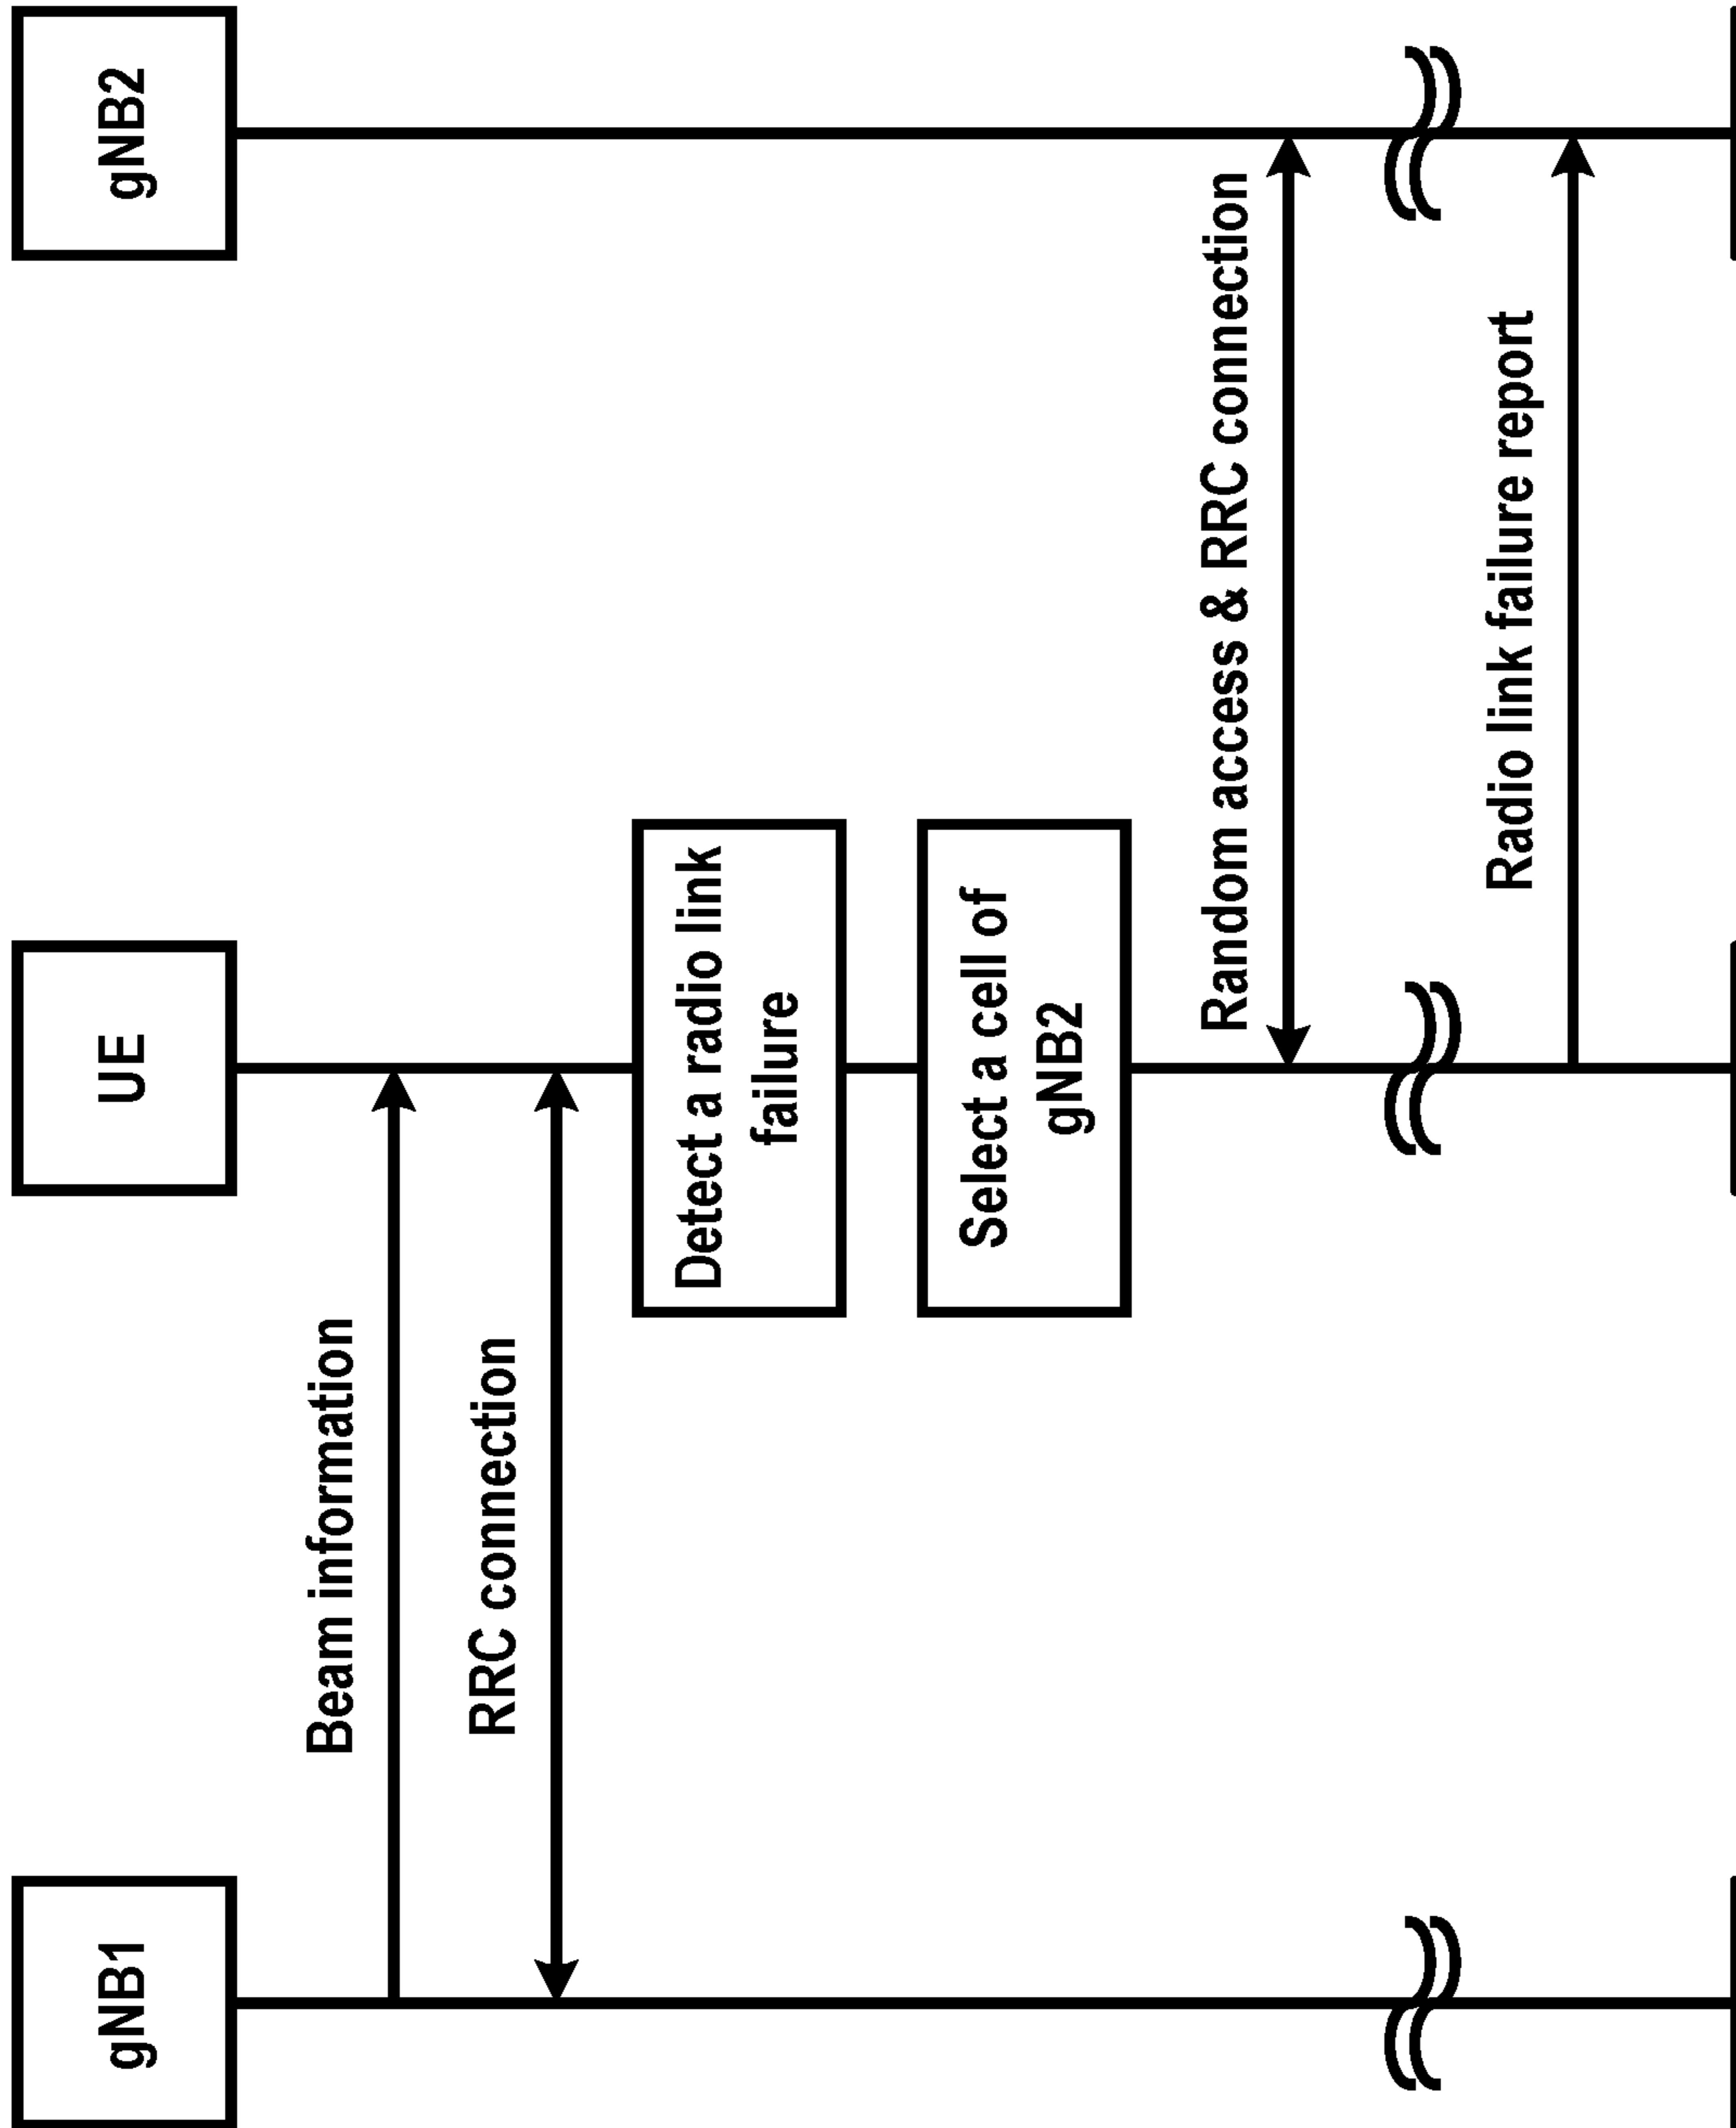 gNB1
UE
gNB2
Beam information
RRC connection
Detect a radio link
failure
Select a cell of
gNB2
Random access & RRC connection
Radio link failure report